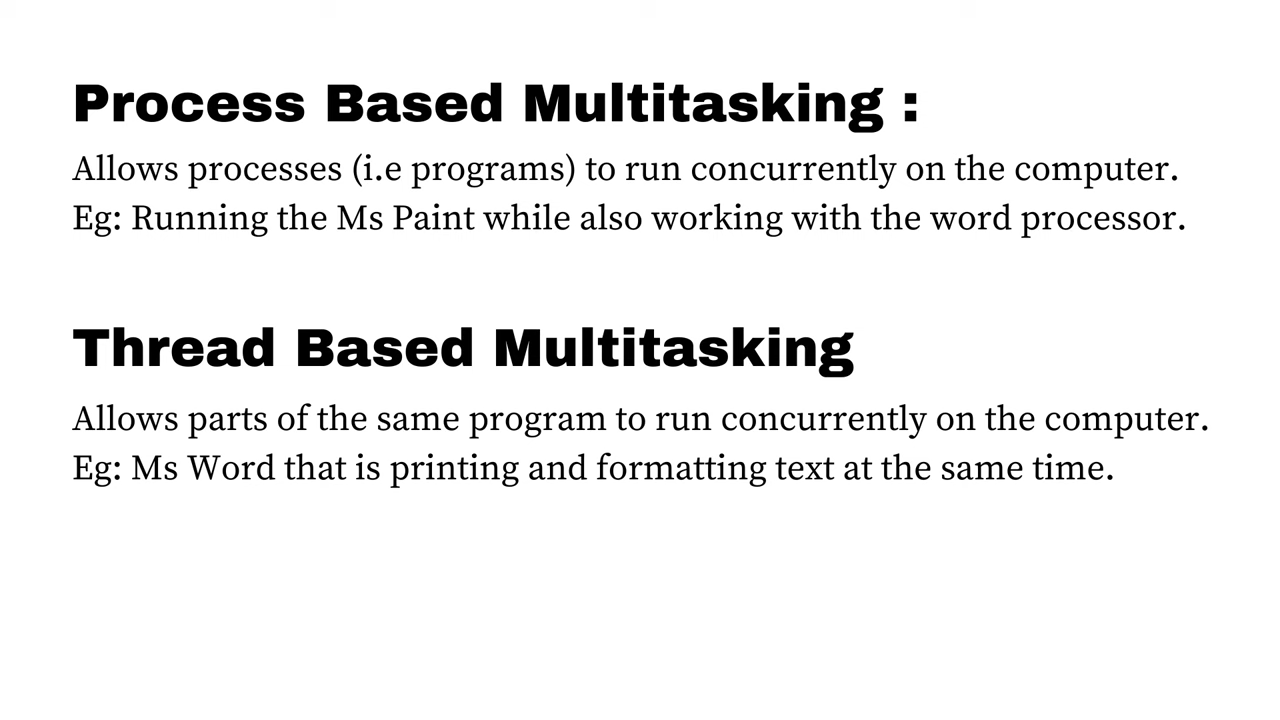 Process Based Multitasking :
Allows processes (i.e programs) to run concurrently on the computer.
Eg: Running the Ms Paint while also working with the word processor.
Thread Based Multitasking
Allows parts of the same program to run concurrently on the computer.
Eg: Ms Word that is printing and formatting text at the same time.